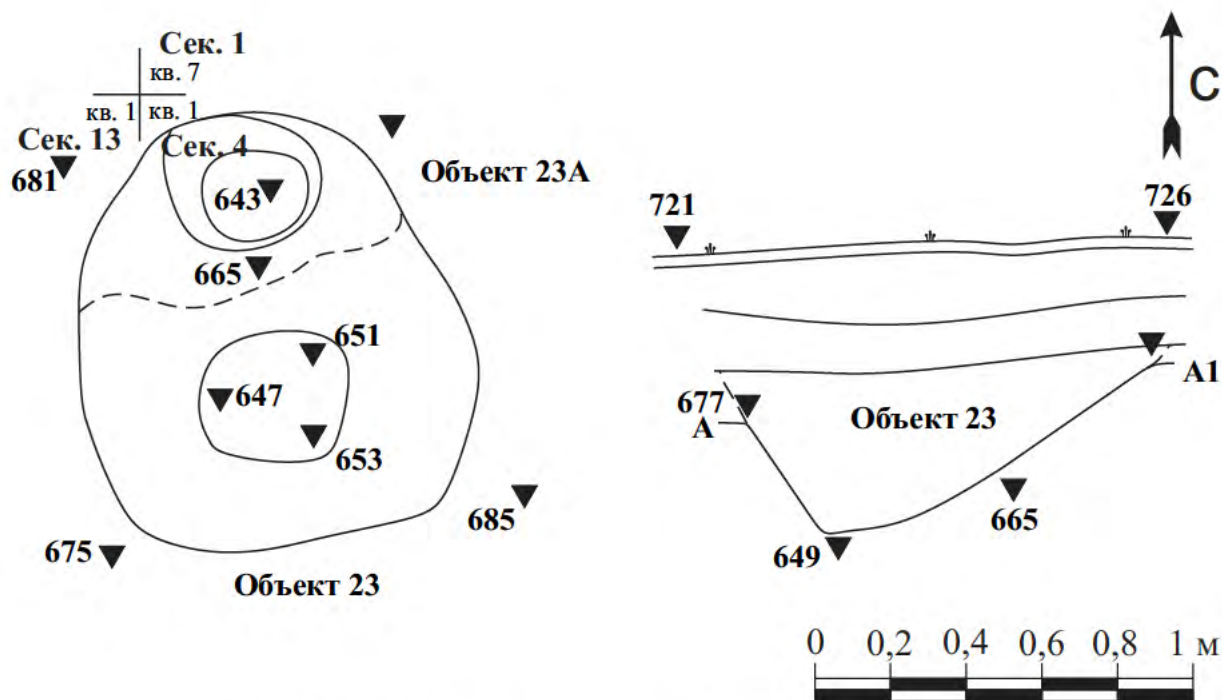 Сек. 1
кв. 7
кв. 1 кв. 1
Сек. 13 Сек. 4
681
Объект 23А
643
665
651
647
653
685
675
Объект 23
С
721
726
677
А
А1
Объект 23
665
649
0 0,2 0,4 0,6 0,8 1 м